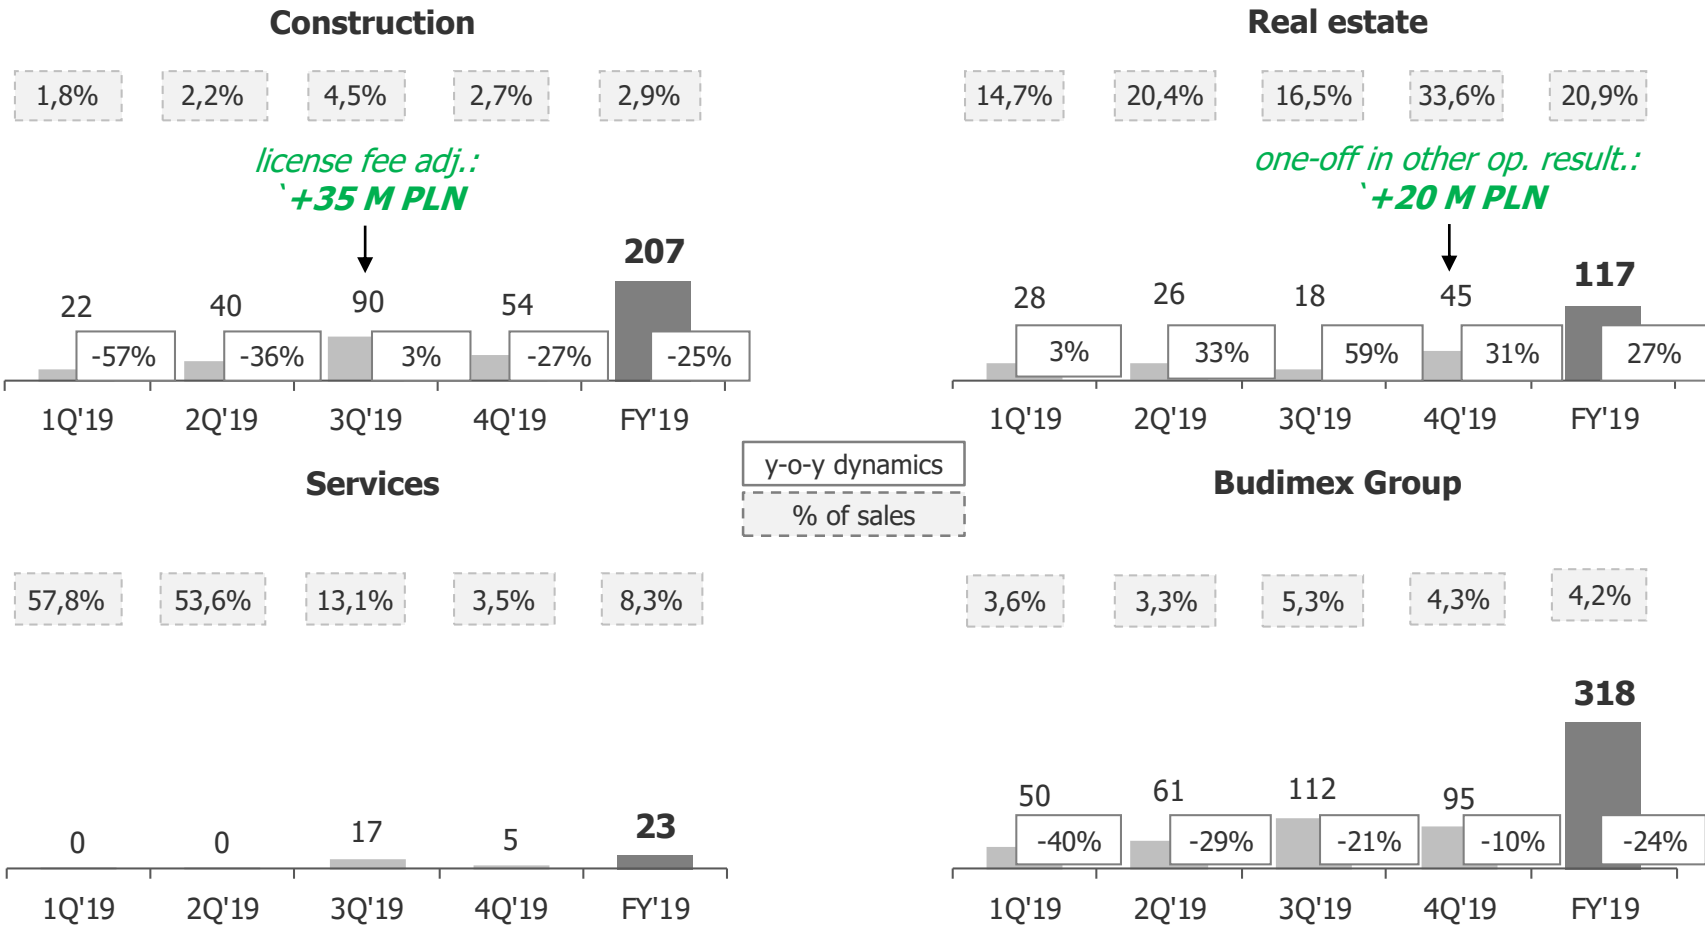 Construction
1,8% 2,2% 4,5% 2,7% 2,9%
license fee adj.:
`+35 M PLN
207
22 40 90 54
-57% -36% 3% -27% -25%
1Q'19 2Q'19 3Q'19 4Q'19 FY'19
Real estate
14,7% 20,4% 16,5% 33,6% 20,9%
one-off in other op. result.:
`+20 M PLN
117
28 26 18 45
3% 33% 59% 31% 27%
1Q'19 2Q'19 3Q'19 4Q'19 FY'19
y-o-y dynamics
% of sales
Services
57,8% 53,6% 13,1% 3,5% 8,3%
0 0 17 5 23
1Q'19 2Q'19 3Q'19 4Q'19 FY'19
Budimex Group
3,6% 3,3% 5,3% 4,3% 4,2%
318
50 61 112 95
-40% -29% -21% -10% -24%
1Q'19 2Q'19 3Q'19 4Q'19 FY'19